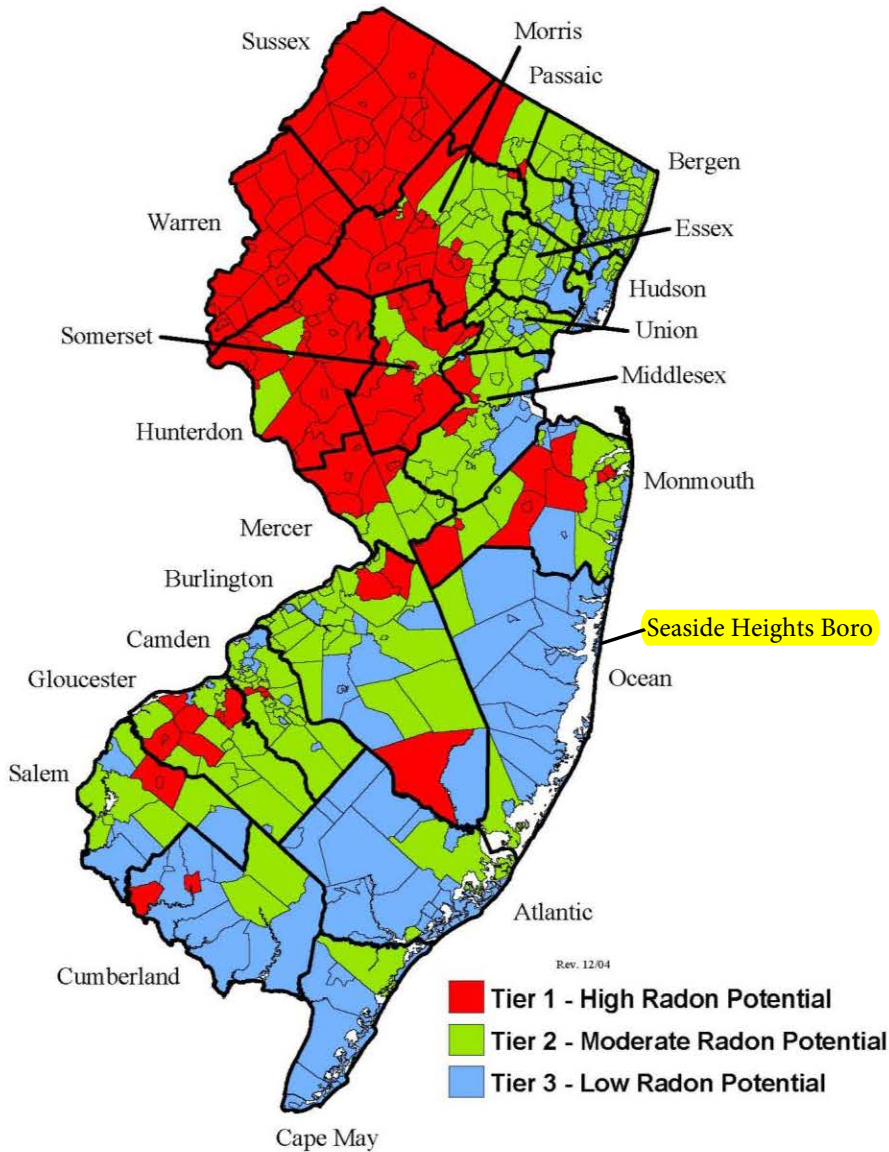 Sussex
Morris
Passaic
Bergen
Warren
Essex
Hudson
Somerset
Union
Middlesex
Hunterdon
Monmouth
Mercer
Burlington
Seaside Heights Boro
Camden
Ocean
Gloucester
Salem
Atlantic
Cumberland
Rev. 12/04
Tier 1 - High Radon Potential
Tier 2 - Moderate Radon Potential
Tier 3 - Low Radon Potential
Cape May